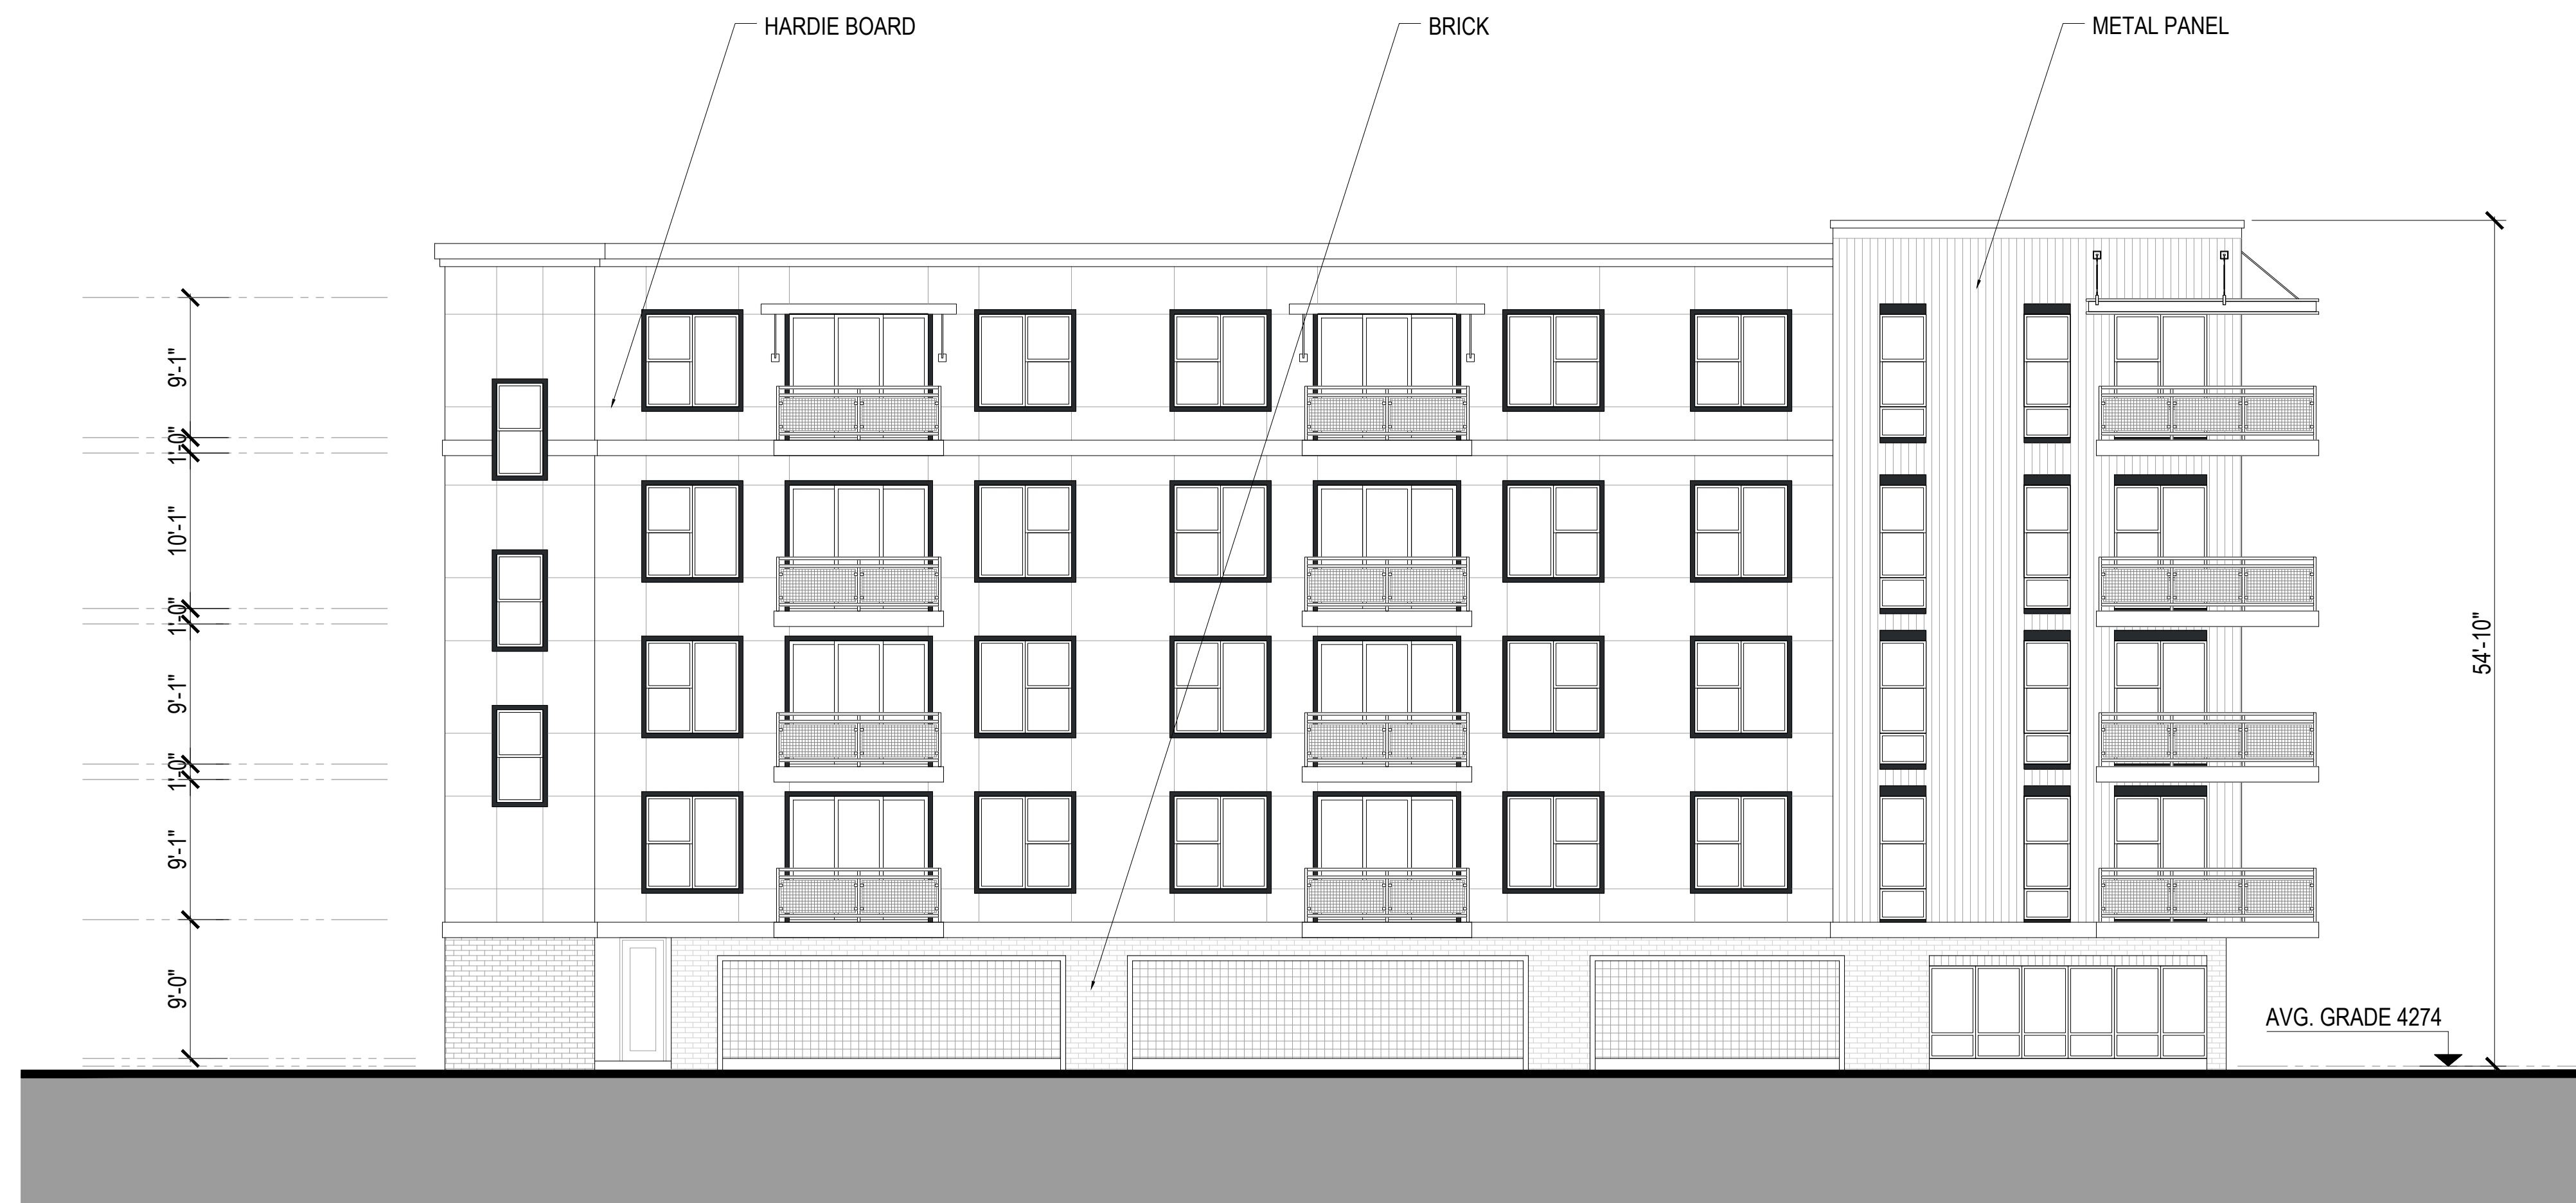 HARDIE BOARD
BRICK
METAL PANEL
9'-1"
1'-0"
10'-1"
1'-0"
9'-1"
1'-0"
9'-1"
9'-0"
54'-10"
AVG. GRADE 4274